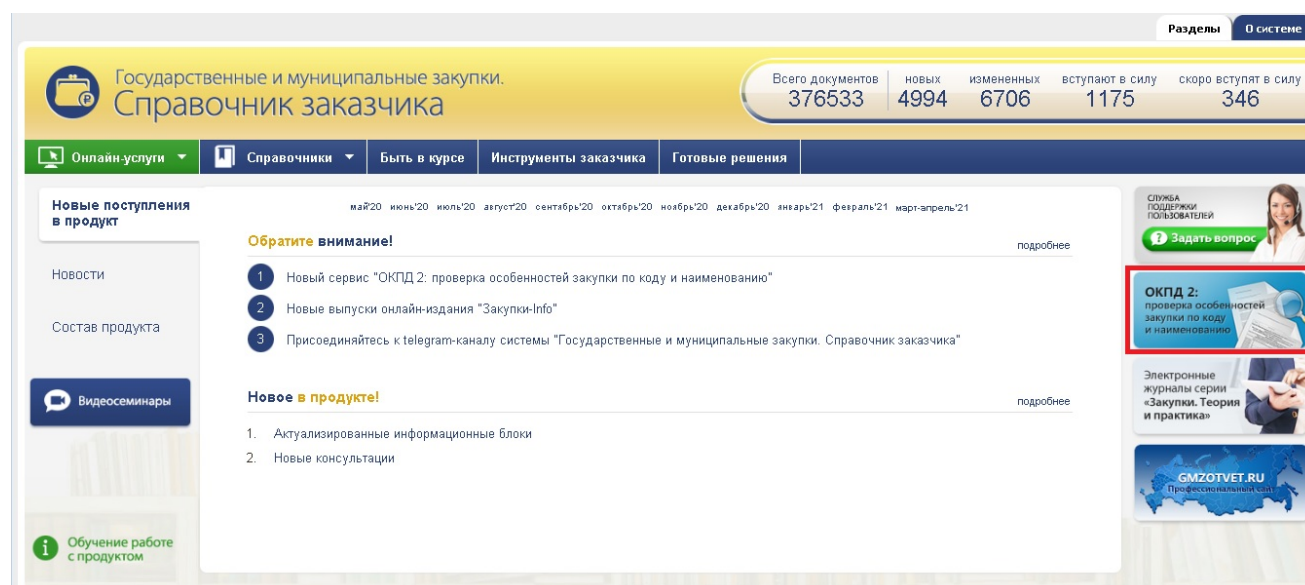 Разделы
О системе
Государственные и муниципальные закупки.
Справочник заказчика
Всего документов
376533
новых
4994
измененных
6706
вступают в силу
1175
скоро вступят в силу
346
Онлайн-услуги
Справочники
Быть в курсе
Инструменты заказчика
Готовые решения
Новые поступления
в продукт
Новости
Состав продукта
Видеосеминары
Обучение работе
с продуктом
май'20 июнь'20 июль'20 август'20 сентябрь'20 октябрь'20 ноябрь'20 декабрь'20 январь'21 февраль'21 март-апрель'21
Обратите внимание!
подробнее
1 Новый сервис "ОКПД 2: проверка особенностей закупки по коду и наименованию"
2 Новые выпуски онлайн-издания "Закупки-Info"
3 Присоединяйтесь к telegram-каналу системы "Государственные и муниципальные закупки. Справочник заказчика"
Новое в продукте!
подробнее
1. Актуализированные информационные блоки
2. Новые консультации
СЛУЖБА
ПОДДЕРЖКИ
ПОЛЬЗОВАТЕЛЕЙ
? Задать вопрос
ОКПД 2:
проверка особенностей
закупки по коду
и наименованию
Электронные
журналы серии
«Закупки. Теория
и практика»
GMZOTVET.RU
Профессиональный сайт